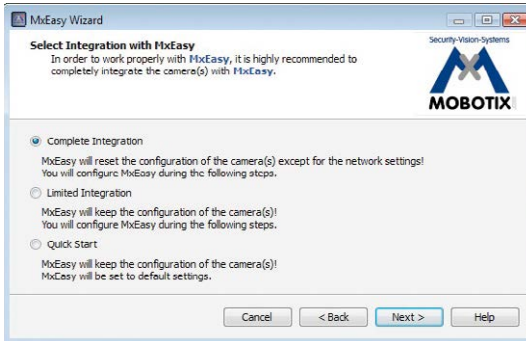 MxEasy Wizard
Select Integration with MxEasy
In order to work properly with MxEasy, it is highly recommended to
completely integrate the camera(s) with MxEasy.
Security-Vision-Systems
MOBOTIX
Complete Integration
MxEasy will reset the configuration of the camera(s) except for the network settings!
You will configure MxEasy during the following steps.
Limited Integration
MxEasy will keep the configuration of the camera(s)!
You will configure MxEasy during the following steps.
Quick Start
MxEasy will keep the configuration of the camera(s)!
MxEasy will be set to default settings.
Cancel
< Back
Next >
Help